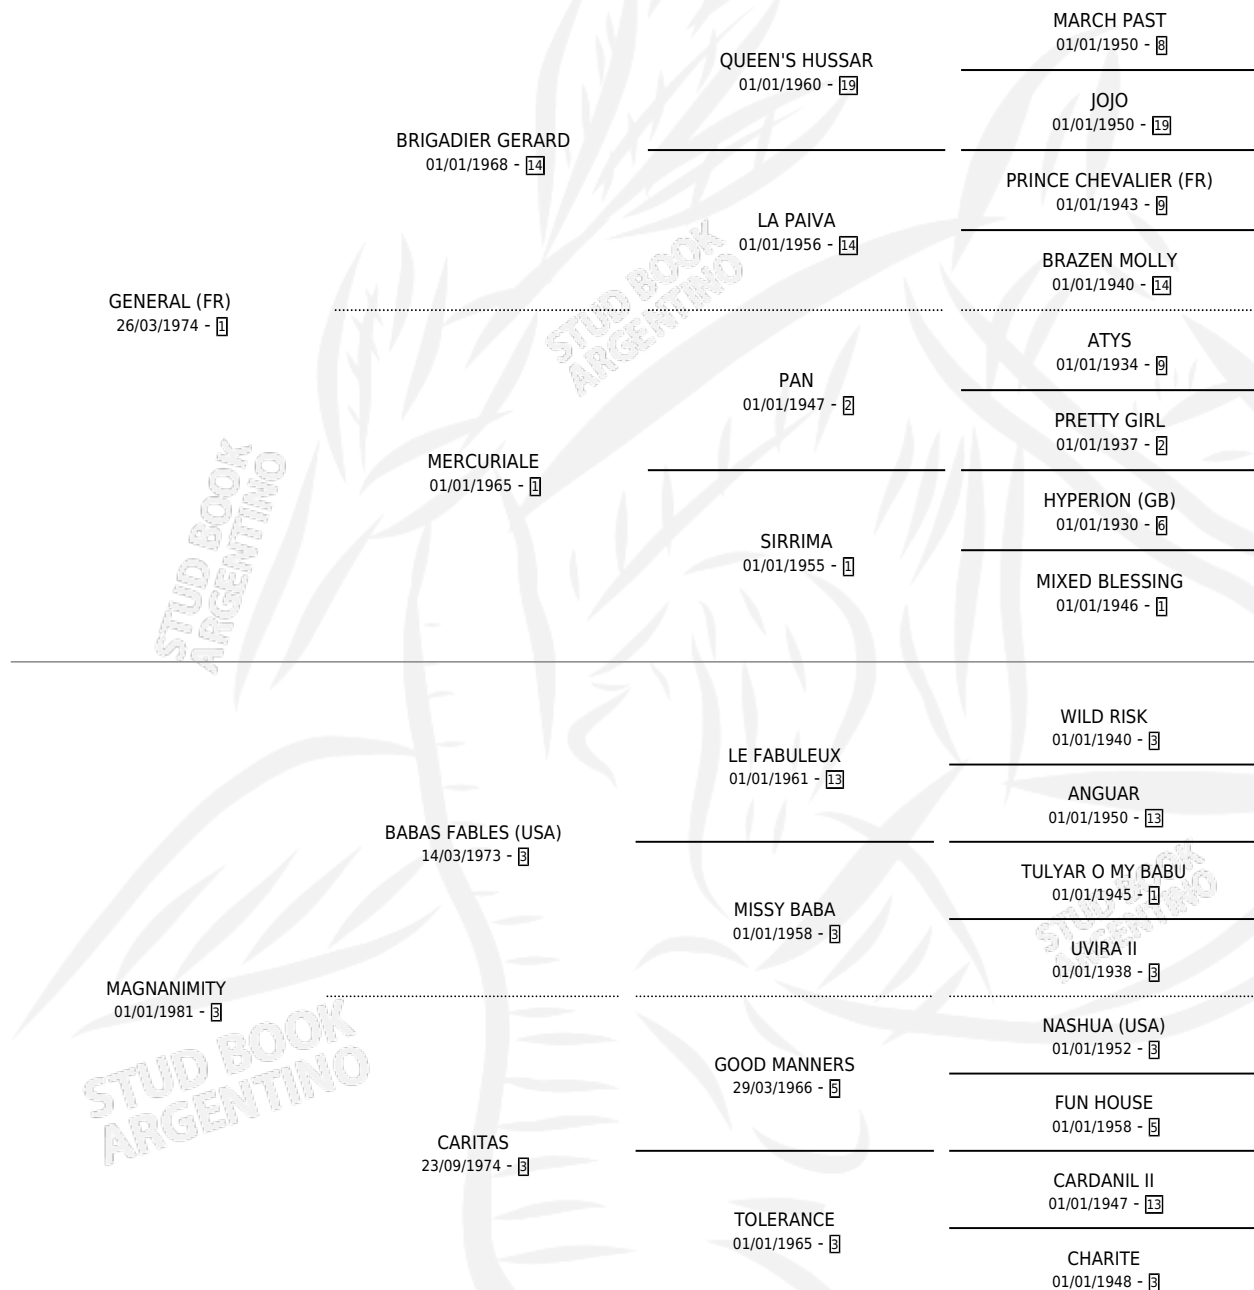 GENERAL (FR)
26/03/1974 - 1
BRIGADIER GERARD
01/01/1968 - 14
QUEEN'S HUSSAR
01/01/1960 - 19
MARCH PAST
01/01/1950 - 8
JOJO
01/01/1950 - 19
LA PAIVA
01/01/1956 - 14
PRINCE CHEVALIER (FR)
01/01/1943 - 9
BRAZEN MOLLY
01/01/1940 - 14
MERCURIALE
01/01/1965 - 1
PAN
01/01/1947 - 2
ATYS
01/01/1934 - 9
PRETTY GIRL
01/01/1937 - 2
SIRRIMA
01/01/1955 - 1
HYPERION (GB)
01/01/1930 - 6
MIXED BLESSING
01/01/1946 - 1
MAGNANIMITY
01/01/1981 - 3
BABAS FABLES (USA)
14/03/1973 - 3
LE FABULEUX
01/01/1961 - 13
WILD RISK
01/01/1940 - 3
ANGUAR
01/01/1950 - 13
MISSY BABA
01/01/1958 - 3
TULYAR O MY BABU
01/01/1945 - 1
UVIRA II
01/01/1938 - 3
CARITAS
23/09/1974 - 3
GOOD MANNERS
29/03/1966 - 5
NASHUA (USA)
01/01/1952 - 3
FUN HOUSE
01/01/1958 - 5
TOLERANCE
01/01/1965 - 3
CARDANIL II
01/01/1947 - 13
CHARITE
01/01/1948 - 3
STUD BOOK
ARGENTINO
STUD BOOK
ARGENTINO
STUD BOOK
ARGENTINO
STUD BOOK
ARGENTINO